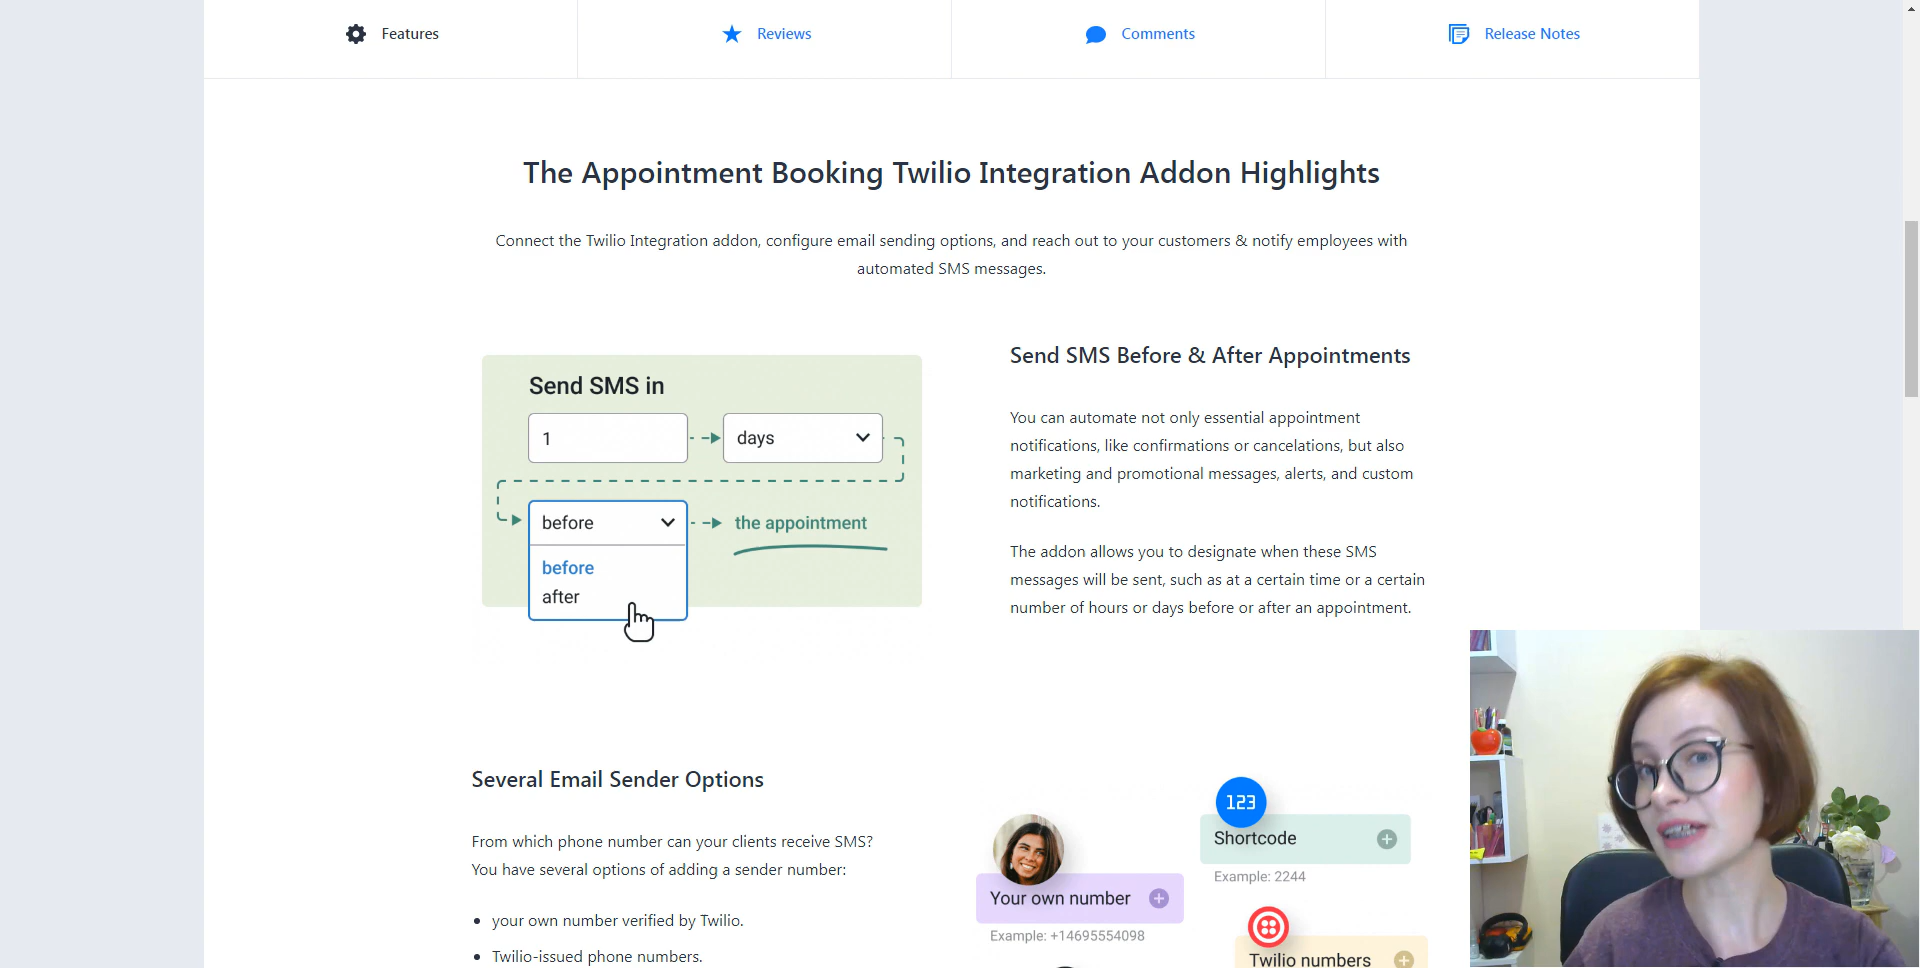 Features
Reviews
Comments
Release Notes
The Appointment Booking Twilio Integration Addon Highlights
Connect the Twilio Integration addon, configure email sending options, and reach out to your customers & notify employees with
automated SMS messages.
Send SMS in
1
days
before
the appointment
before
after
Send SMS Before & After Appointments
You can automate not only essential appointment
notifications, like confirmations or cancelations, but also
marketing and promotional messages, alerts, and custom
notifications.
The addon allows you to designate when these SMS
messages will be sent, such as at a certain time or a certain
number of hours or days before or after an appointment.
Several Email Sender Options
From which phone number can your clients receive SMS?
You have several options of adding a sender number:
your own number verified by Twilio.
Twilio-issued phone numbers.
123
Shortcode
Example: 2244
Your own number
Example: +14695554098
Twilio numbers